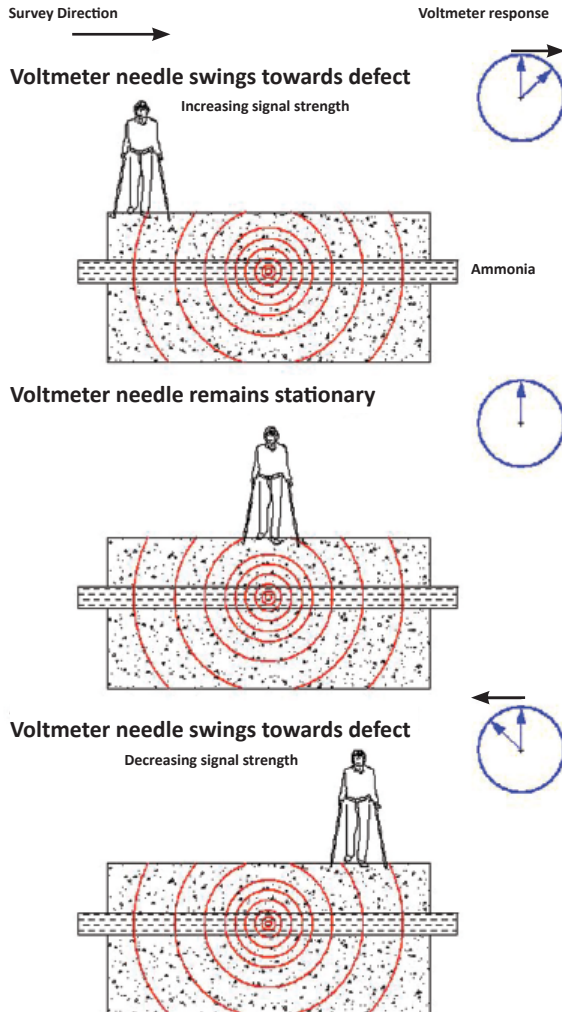 Survey Direction
Voltmeter response
Voltmeter needle swings towards defect
Increasing signal strength
Ammonia
Voltmeter needle remains stationary
Voltmeter needle swings towards defect
Decreasing signal strength